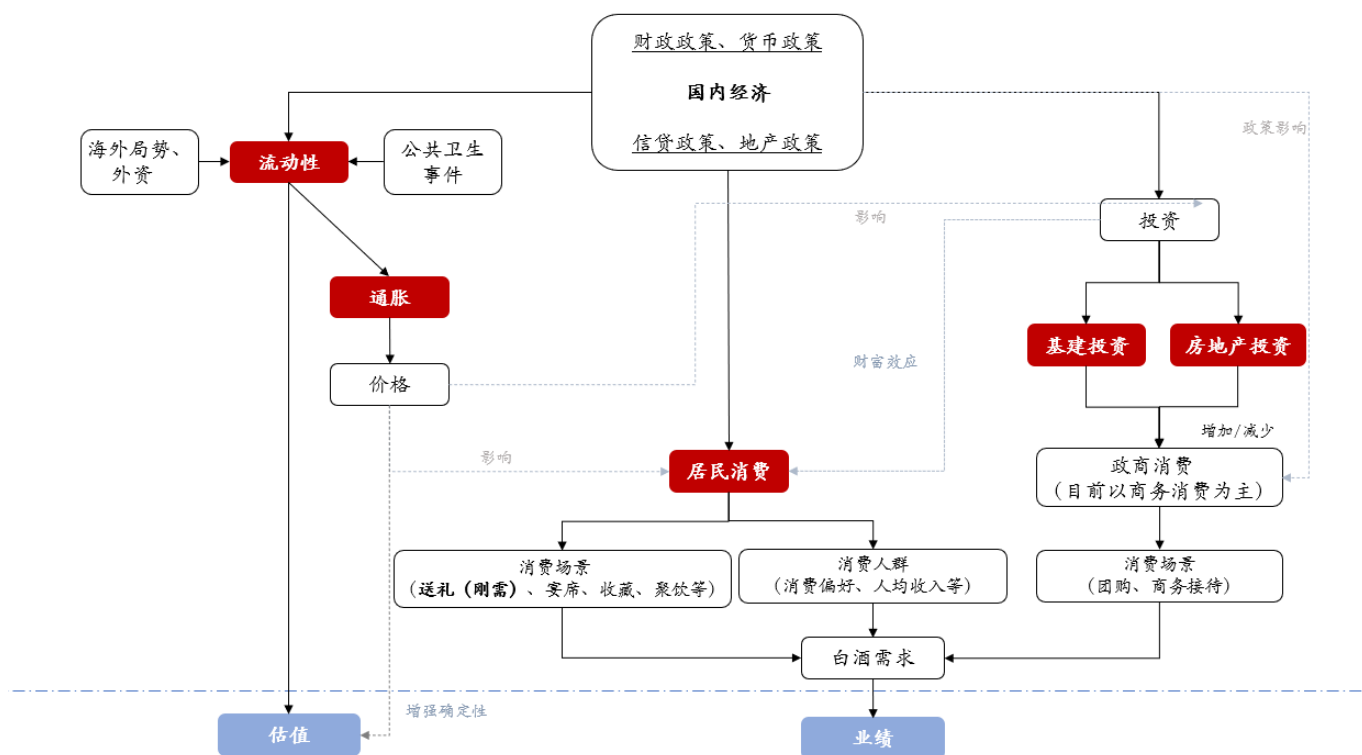 财政政策、货币政策
国内经济
信贷政策、地产政策
政策影响
海外局势、
外资
流动性
公共卫生
事件
影响
投资
通胀
基建投资
房地产投资
价格
财富效应
增加/减少
影响
居民消费
政商消费
（目前以商务消费为主）
消费场景
（送礼（刚需）、宴席、收藏、聚饮等）
消费人群
（消费偏好、人均收入等）
消费场景
（团购、商务接待）
白酒需求
增强确定性
估值
业绩